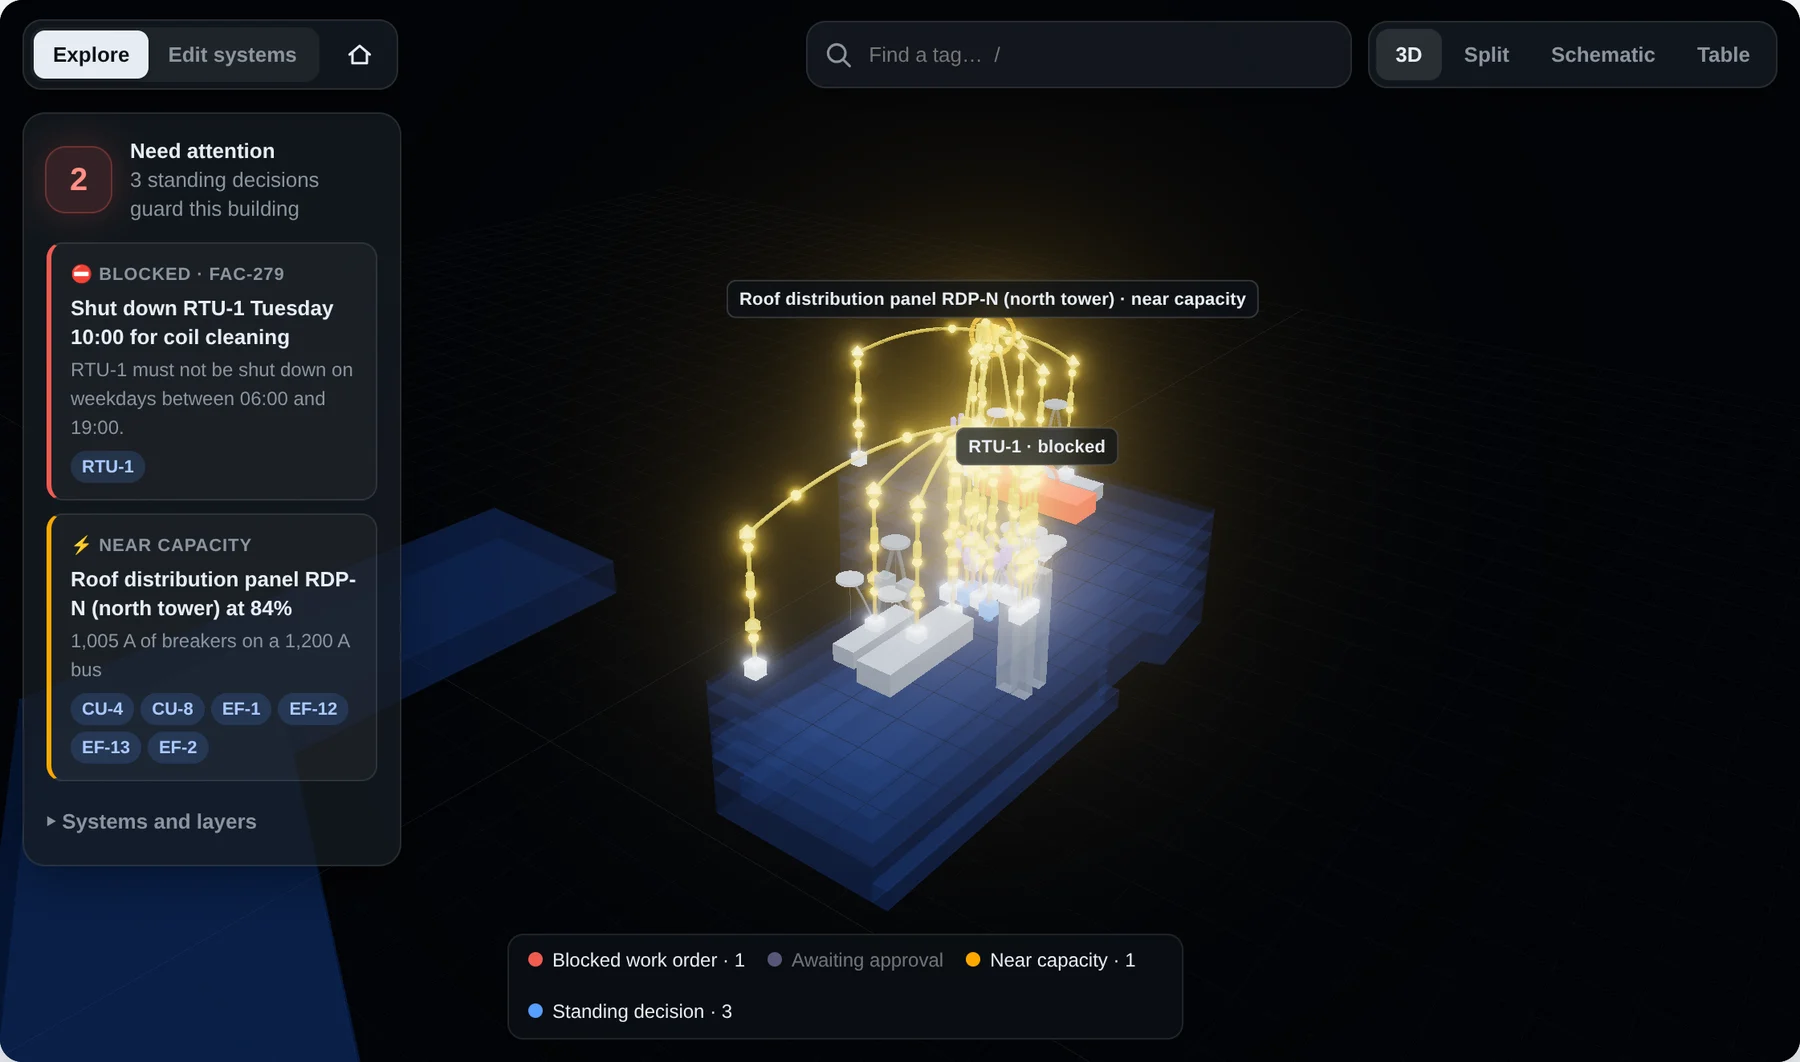 Explore
Edit systems
Find a tag… /
3D
Split
Schematic
Table
2
Need attention
3 standing decisions
guard this building
BLOCKED · FAC-279
Shut down RTU-1 Tuesday
10:00 for coil cleaning
RTU-1 must not be shut down on
weekdays between 06:00 and
19:00.
RTU-1
NEAR CAPACITY
Roof distribution panel RDP-
N (north tower) at 84%
1,005 A of breakers on a 1,200 A
bus
CU-4 CU-8 EF-1 EF-12
EF-13 EF-2
Systems and layers
Roof distribution panel RDP-N (north tower) · near capacity
RTU-1 · blocked
Blocked work order · 1
Awaiting approval
Near capacity · 1
Standing decision · 3